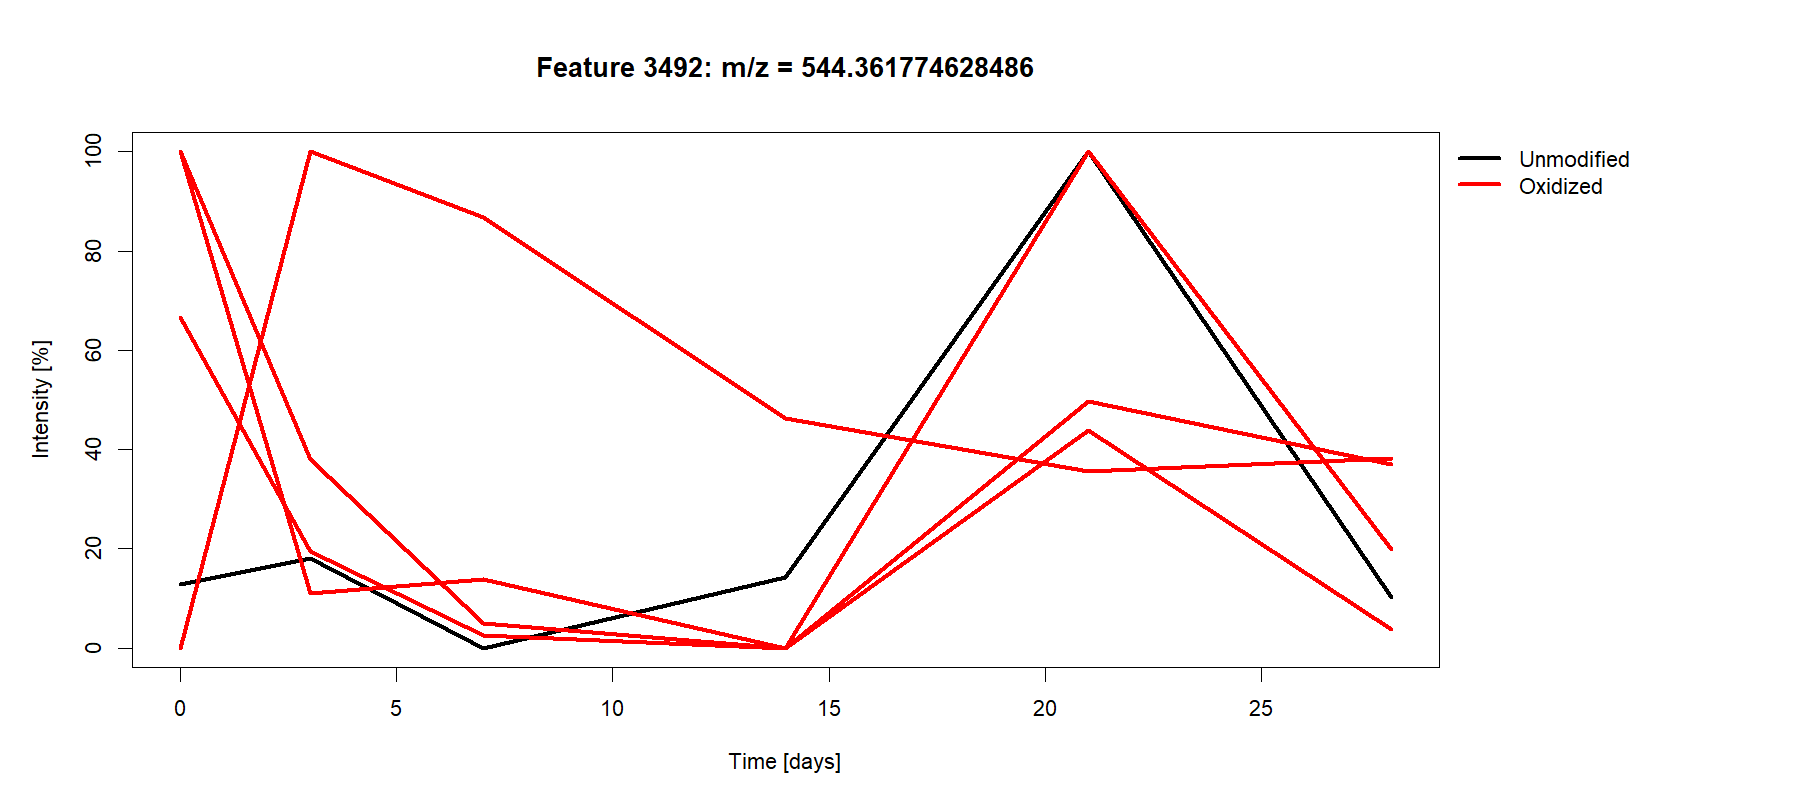 Feature 3492: m/z = 544.361774628486
Unmodified
Oxidized
Intensity [%]
100
80
60
40
20
0
0 5 10 15 20 25
Time [days]